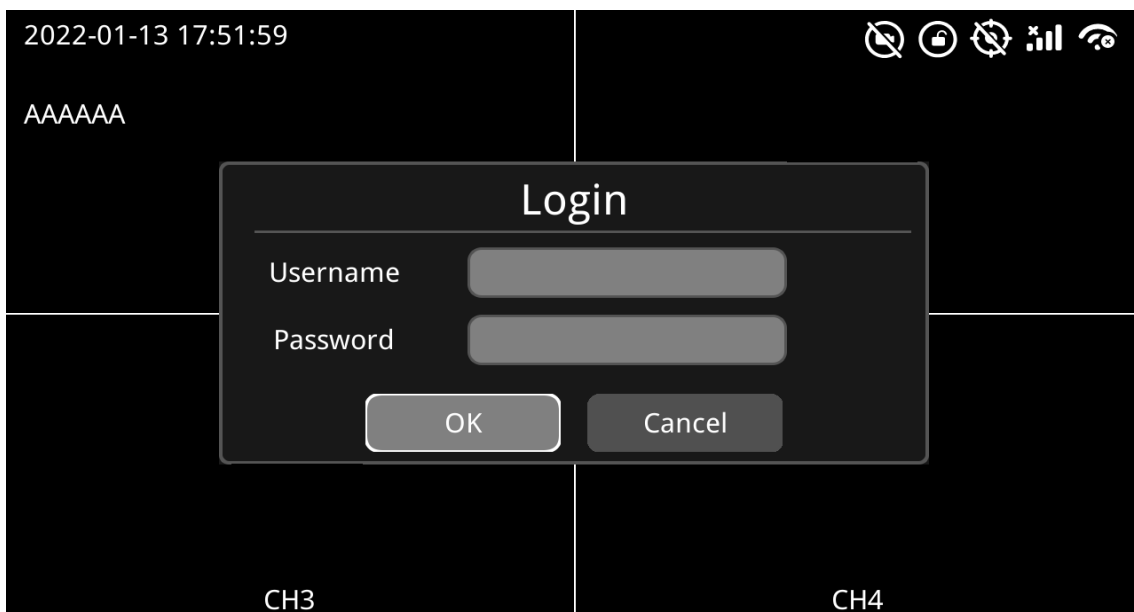 2022-01-13 17:51:59
AAAAAA
Login
Username
Password
OK Cancel
CH3 CH4